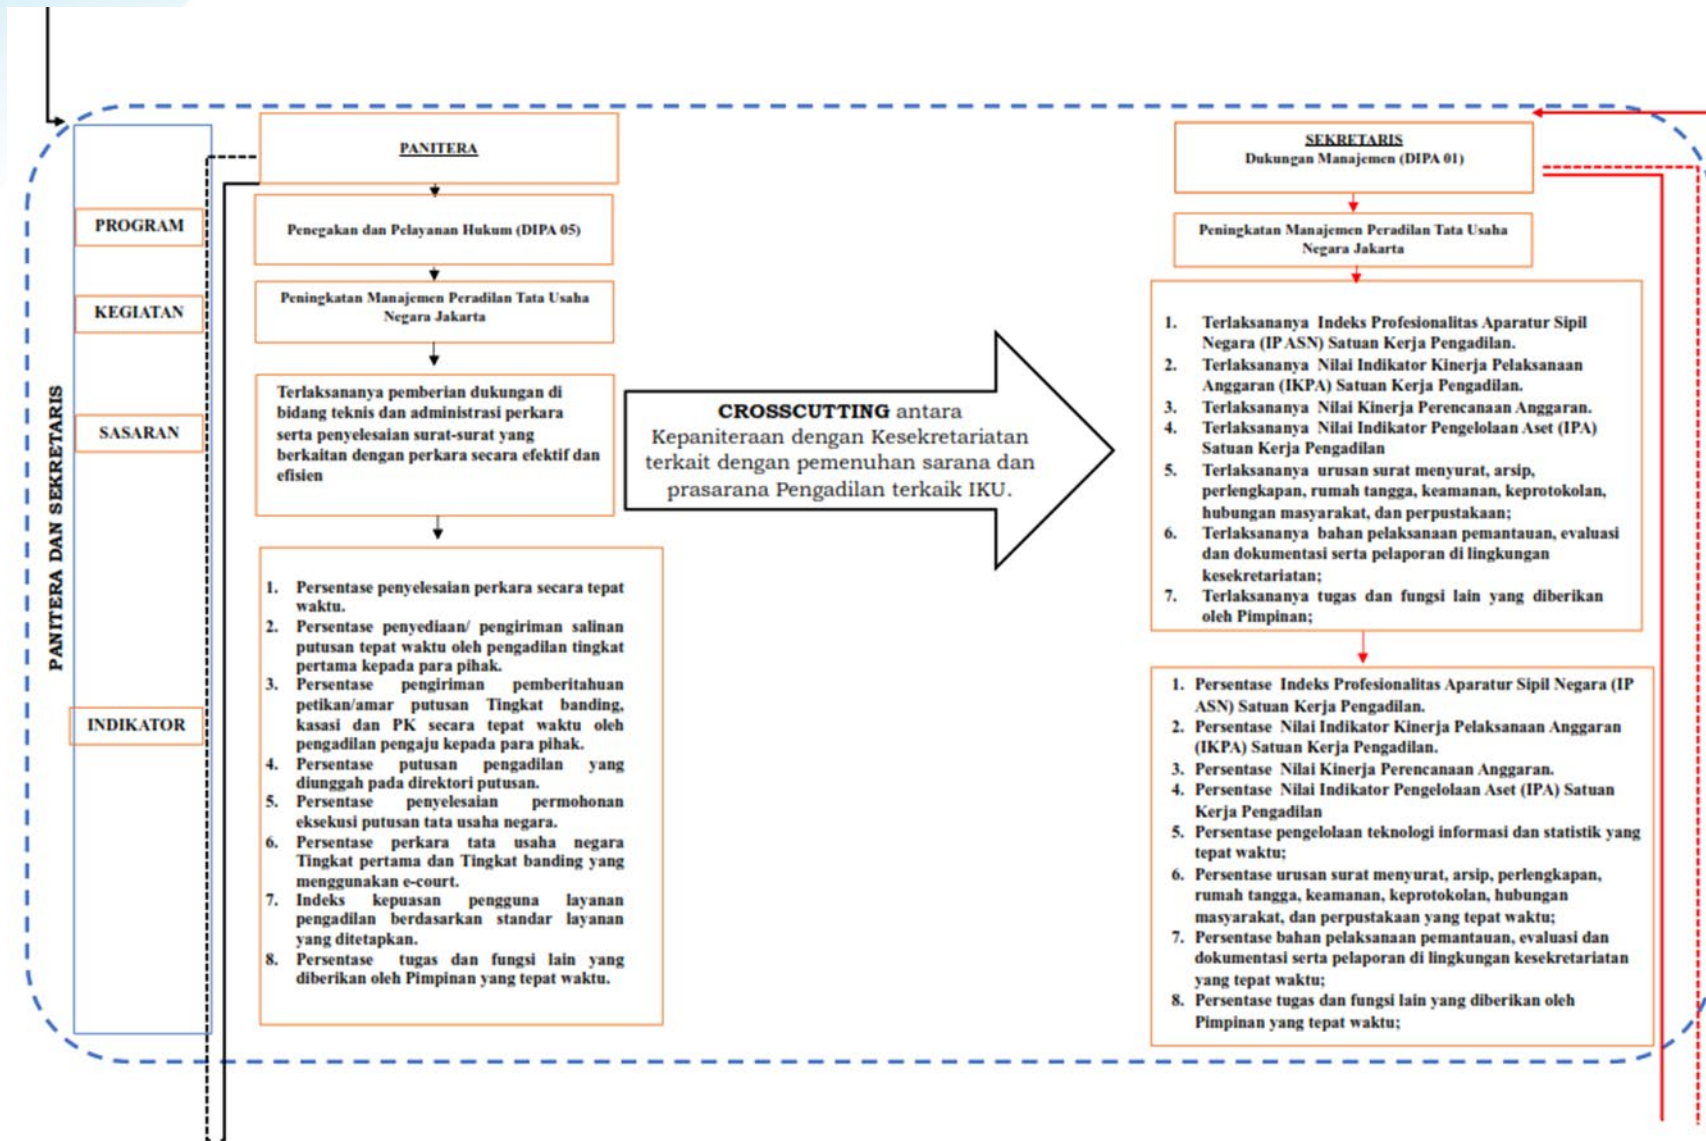 PANITERA DAN SEKRETARIS
PROGRAM
KEGIATAN
SASARAN
INDIKATOR
PANITERA
Penegakan dan Pelayanan Hukum (DIPA 05)
Peningkatan Manajemen Peradilan Tata Usaha
Negara Jakarta
Terlaksananya pemberian dukungan di
bidang teknis dan administrasi perkara
serta penyelesaian surat-surat yang
berkaitan dengan perkara secara efektif dan
efisien
1. Persentase penyelesaian perkara secara tepat
waktu.
2. Persentase penyediaan/ pengiriman salinan
putusan tepat waktu oleh pengadilan tingkat
pertama kepada para pihak.
3. Persentase pengiriman pemberitahuan
petikan/amar putusan Tingkat banding,
kasasi dan PK secara tepat waktu oleh
pengadilan pengaju kepada para pihak.
4. Persentase putusan pengadilan yang
diunggah pada direktori putusan.
5. Persentase penyelesaian permohonan
eksekusi putusan tata usaha negara.
6. Persentase perkara tata usaha negara
Tingkat pertama dan Tingkat banding yang
menggunakan e-court.
7. Indeks kepuasan pengguna layanan
pengadilan berdasarkan standar layanan
yang ditetapkan.
8. Persentase tugas dan fungsi lain yang
diberikan oleh Pimpinan yang tepat waktu.
CROSSCUTTING antara
Kepaniteraan dengan Kesekretariatan
terkait dengan pemenuhan sarana dan
prasarana Pengadilan terkaik IKU.
SEKRETARIS
Dukungan Manajemen (DIPA 01)
Peningkatan Manajemen Peradilan Tata Usaha
Negara Jakarta
1. Terlaksananya Indeks Profesionalitas Aparatur Sipil
Negara (IP ASN) Satuan Kerja Pengadilan.
2. Terlaksananya Nilai Indikator Kinerja Pelaksanaan
Anggaran (IKPA) Satuan Kerja Pengadilan.
3. Terlaksananya Nilai Kinerja Perencanaan Anggaran.
4. Terlaksananya Nilai Indikator Pengelolaan Aset (IPA)
Satuan Kerja Pengadilan
5. Terlaksananya urusan surat menyurat, arsip,
perlengkapan, rumah tangga, keamanan, keprotokolan,
hubungan masyarakat, dan perpustakaan;
6. Terlaksananya bahan pelaksanaan pemantauan, evaluasi
dan dokumentasi serta pelaporan di lingkungan
kesekretariatan;
7. Terlaksananya tugas dan fungsi lain yang diberikan
oleh Pimpinan;
1. Persentase Indeks Profesionalitas Aparatur Sipil Negara (IP
ASN) Satuan Kerja Pengadilan.
2. Persentase Nilai Indikator Kinerja Pelaksanaan Anggaran
(IKPA) Satuan Kerja Pengadilan.
3. Persentase Nilai Kinerja Perencanaan Anggaran.
4. Persentase Nilai Indikator Pengelolaan Aset (IPA) Satuan
Kerja Pengadilan
5. Persentase pengelolaan teknologi informasi dan statistik yang
tepat waktu;
6. Persentase urusan surat menyurat, arsip, perlengkapan,
rumah tangga, keamanan, keprotokolan, hubungan
masyarakat, dan perpustakaan yang tepat waktu;
7. Persentase bahan pelaksanaan pemantauan, evaluasi dan
dokumentasi serta pelaporan di lingkungan kesekretariatan
yang tepat waktu;
8. Persentase tugas dan fungsi lain yang diberikan oleh
Pimpinan yang tepat waktu;